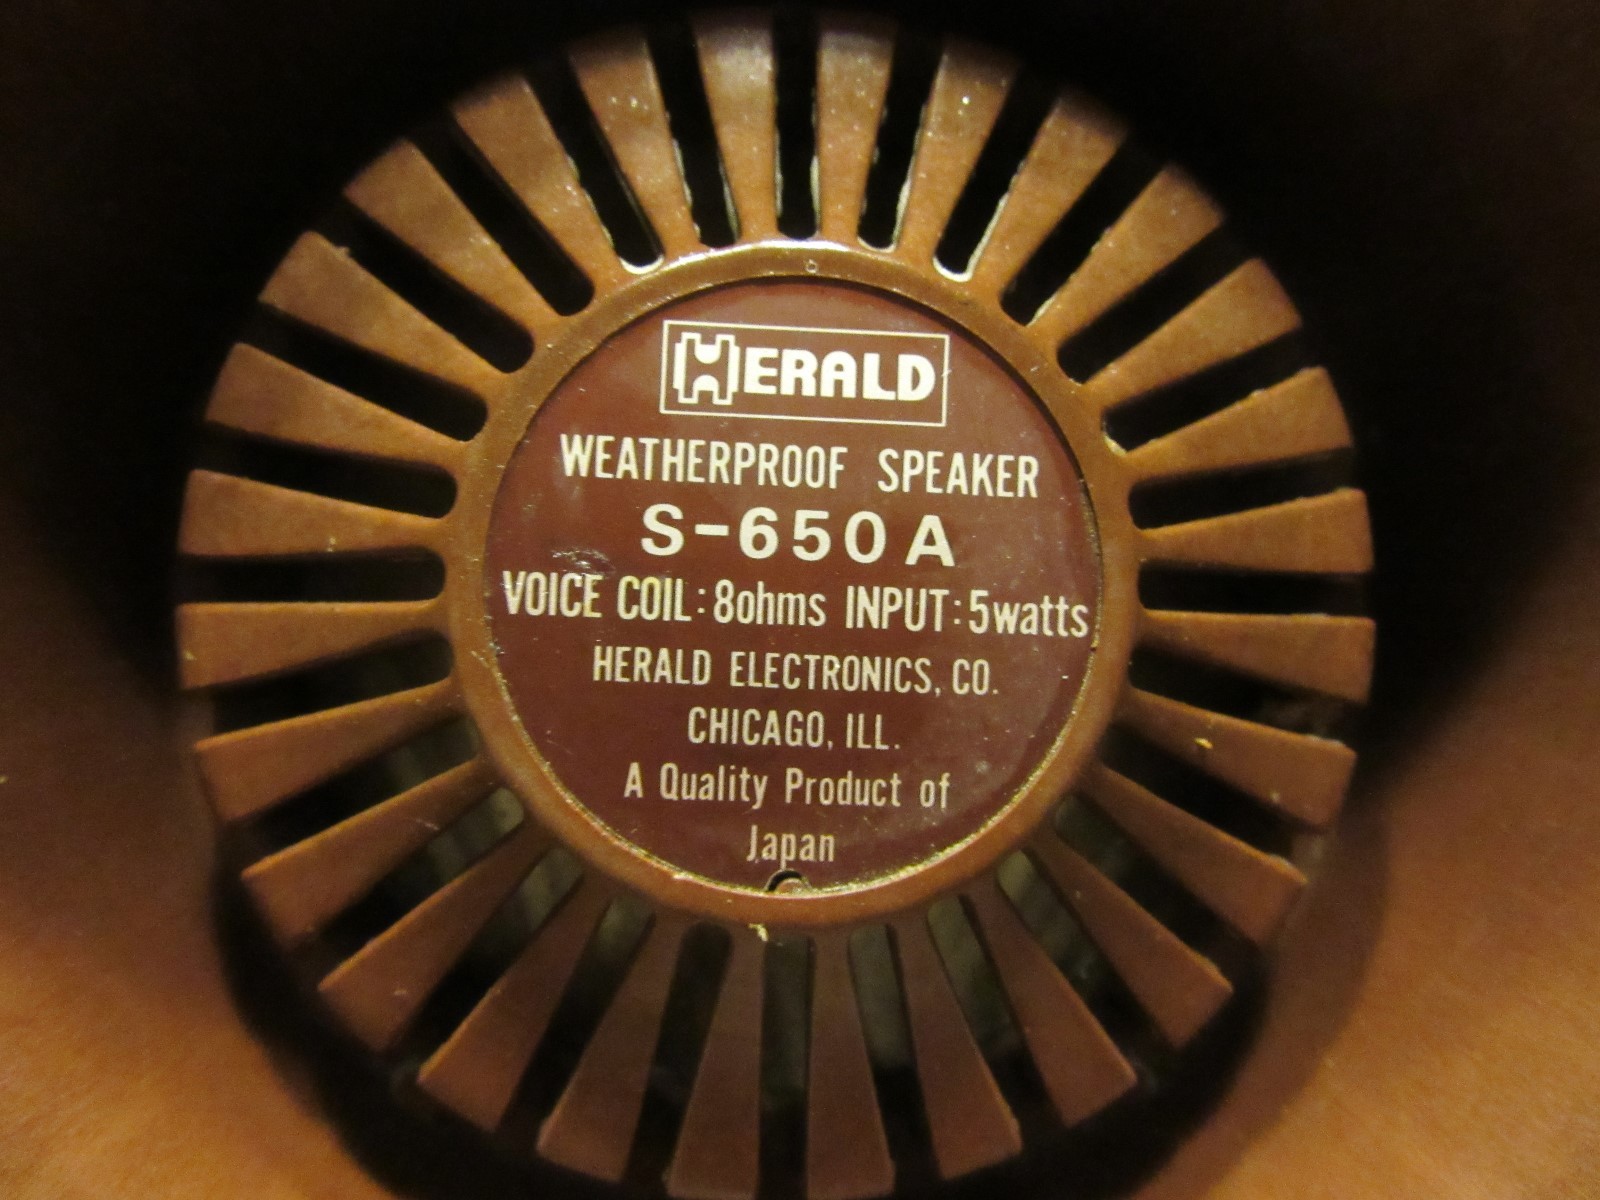 HERALD
WEATHERPROOF SPEAKER
S-650A
VOICE COIL: 8ohms INPUT: 5watts
HERALD ELECTRONICS, CO.
CHICAGO, ILL.
A Quality Product of
Japan